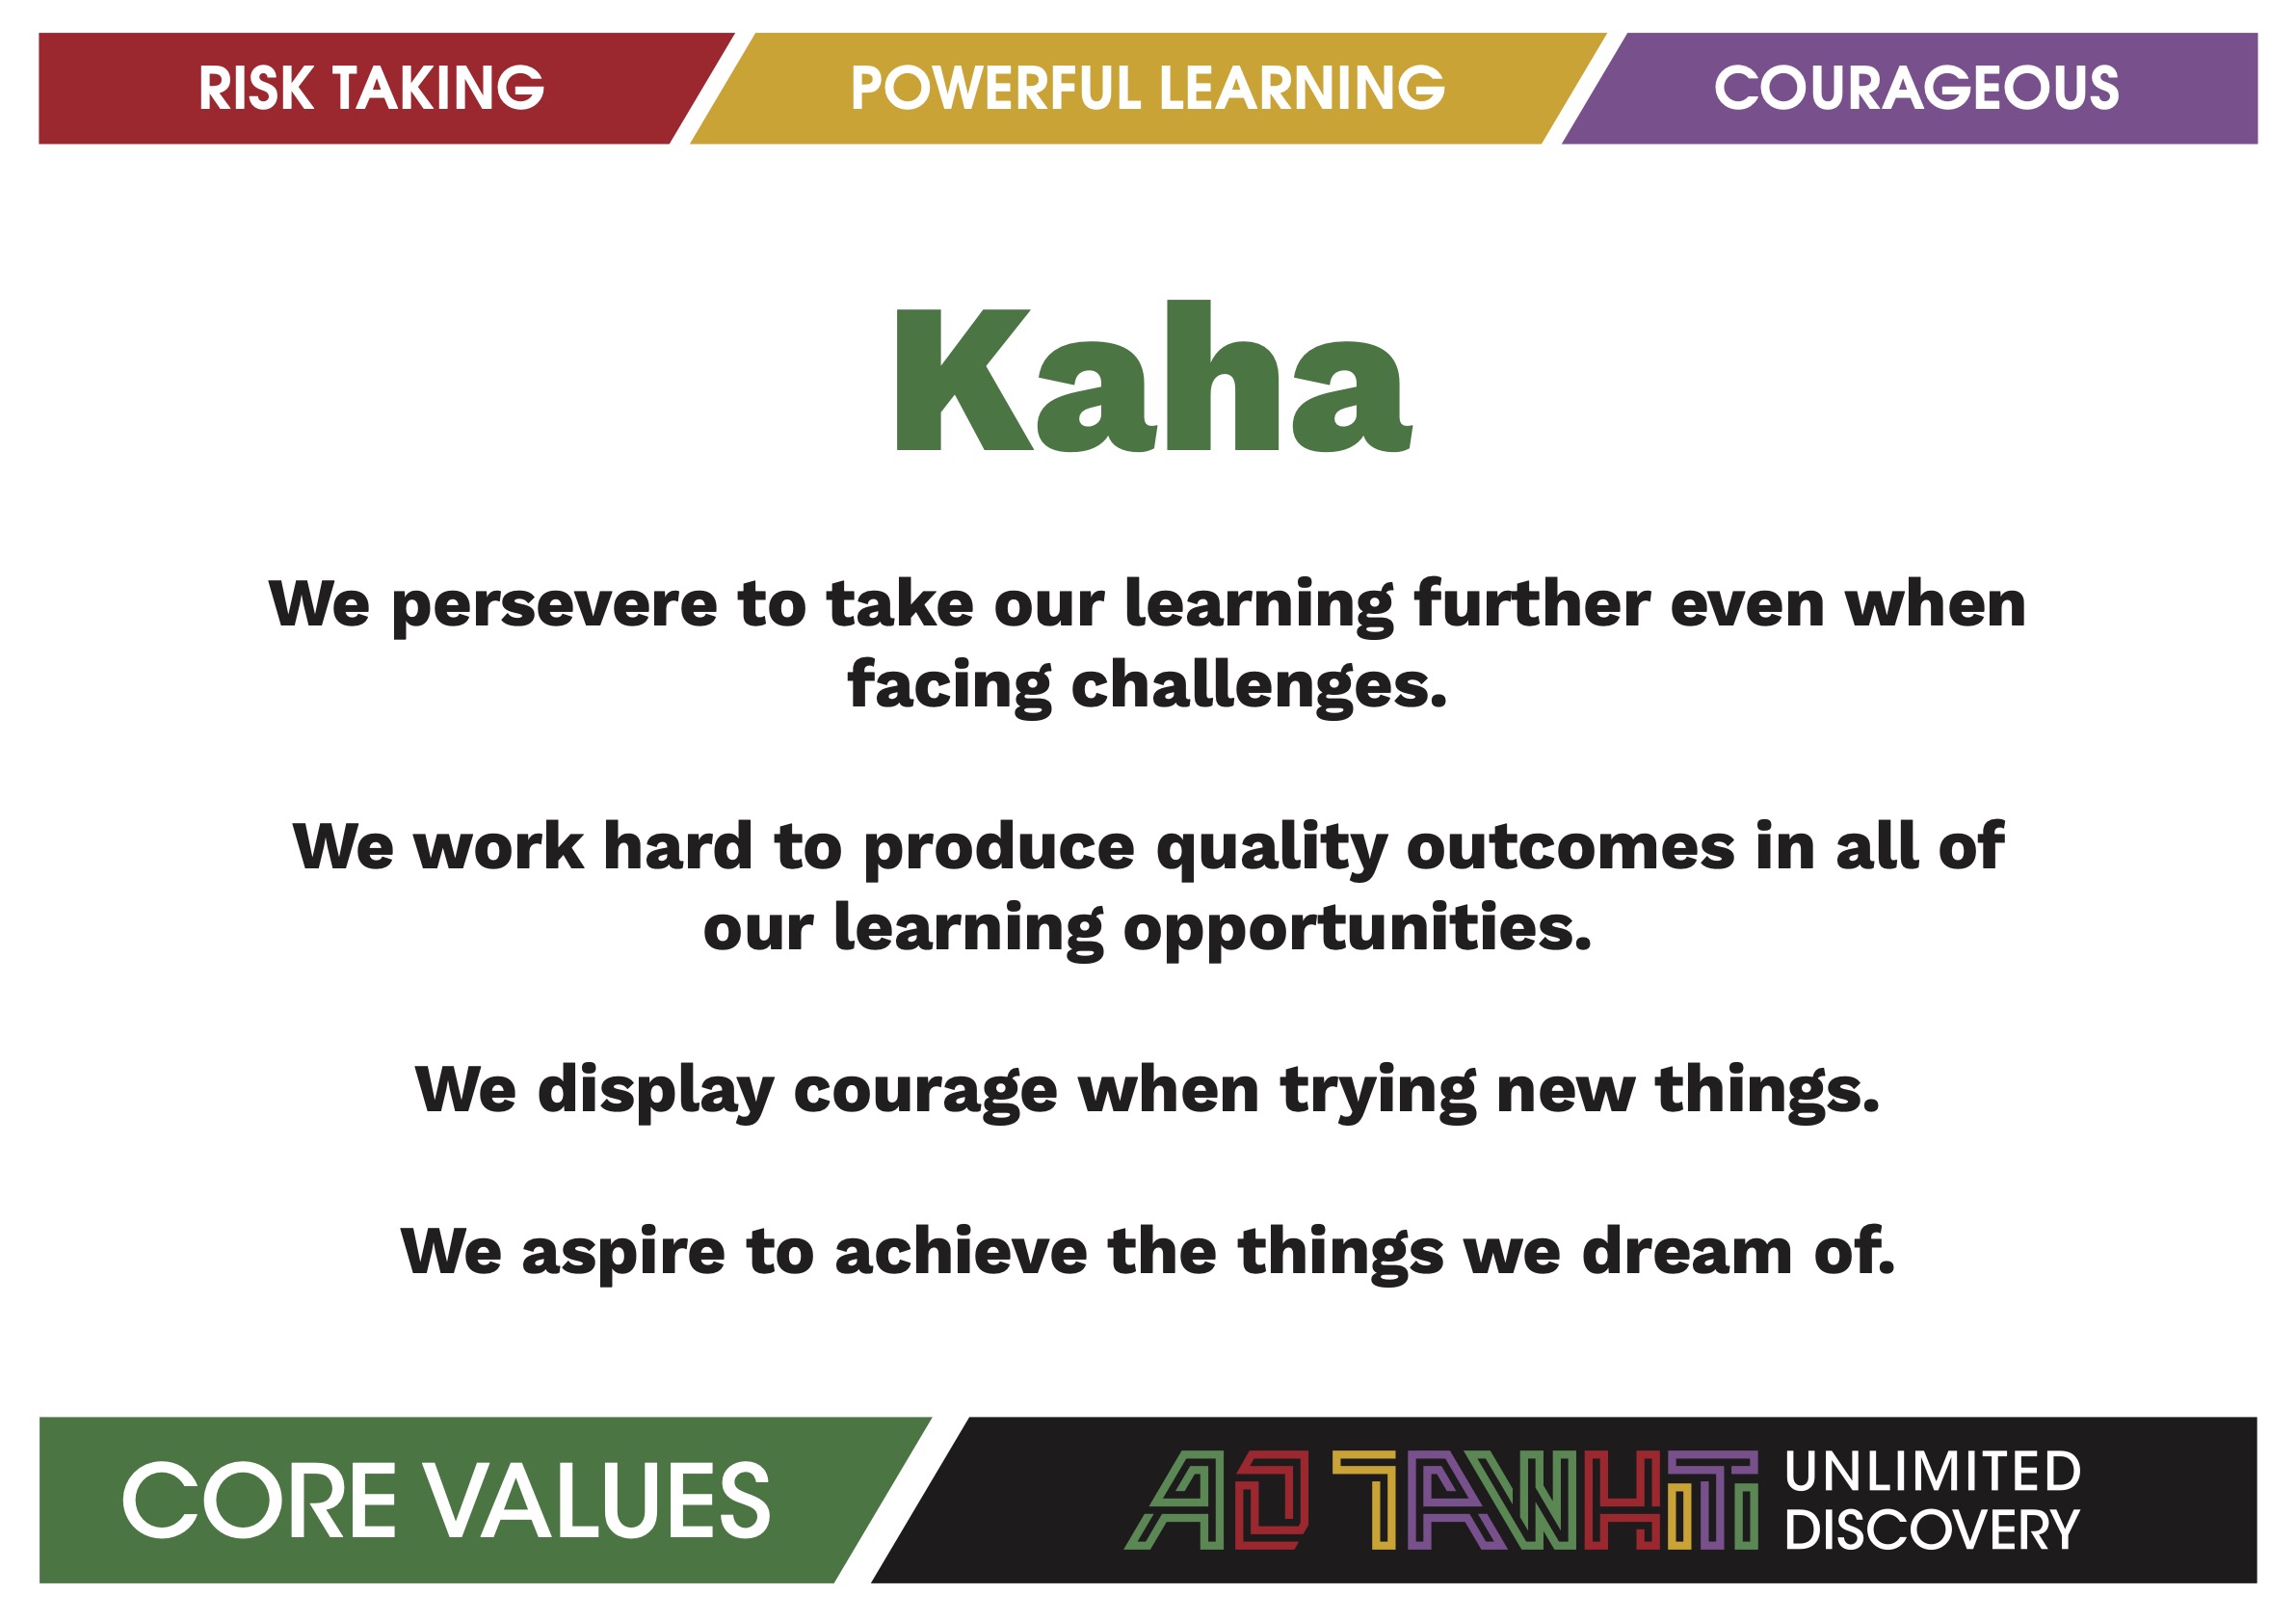 RISK TAKING
POWERFUL LEARNING
COURAGEOUS
Kaha
We persevere to take our learning further even when
facing challenges.
We work hard to produce quality outcomes in all of
our learning opportunities.
We display courage when trying new things.
We aspire to achieve the things we dream of.
CORE VALUES
AO TAWHITI
UNLIMITED
DISCOVERY